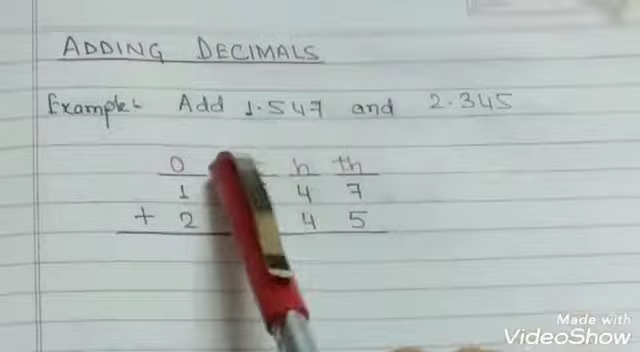 ADDING DECIMALS
Example:- Add 1.547 and 2.345
O h th
1 4 7
+ 2 4 5
Made with
VideoShow